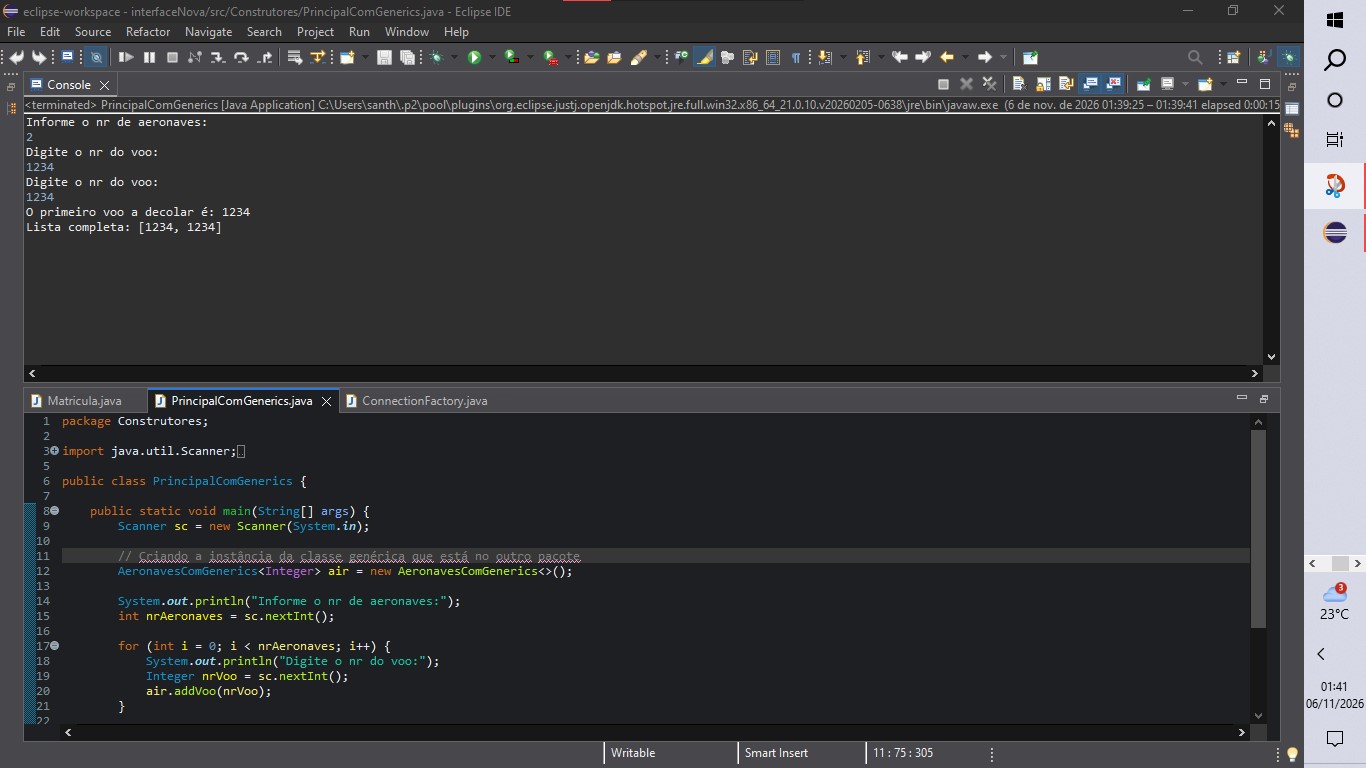 eclipse-workspace - interfaceNova/src/Construtores/PrincipalComGenerics.java - Eclipse IDE
File Edit Source Refactor Navigate Search Project Run Window Help
Console
<terminated> PrincipalComGenerics [Java Application] C:\Users\santh\.p2\pool\plugins\org.eclipse.justj.openjdk.hotspot.jre.full.win32.x86_64_21.0.10.v20260205-0638\jre\bin\javaw.exe (6 de nov. de 2026 01:39:25 – 01:39:41 elapsed 0:00:15
Informe o nr de aeronaves:
2
Digite o nr do voo:
1234
Digite o nr do voo:
1234
O primeiro voo a decolar é: 1234
Lista completa: [1234, 1234]
Matricula.java PrincipalComGenerics.java ConnectionFactory.java
1 package Construtores;
2
3 import java.util.Scanner;
5
6 public class PrincipalComGenerics {
7
8 public static void main(String[] args) {
9 Scanner sc = new Scanner(System.in);
10
11 // Criando a instância da classe genérica que está no outro pacote
12 AeronavesComGenerics<Integer> air = new AeronavesComGenerics<>();
13
14 System.out.println("Informe o nr de aeronaves:");
15 int nrAeronaves = sc.nextInt();
16
17 for (int i = 0; i < nrAeronaves; i++) {
18 System.out.println("Digite o nr do voo:");
19 Integer nrVoo = sc.nextInt();
20 air.addVoo(nrVoo);
21 }
22
Writable Smart Insert 11 : 75 : 305
3
23°C
01:41
06/11/2026